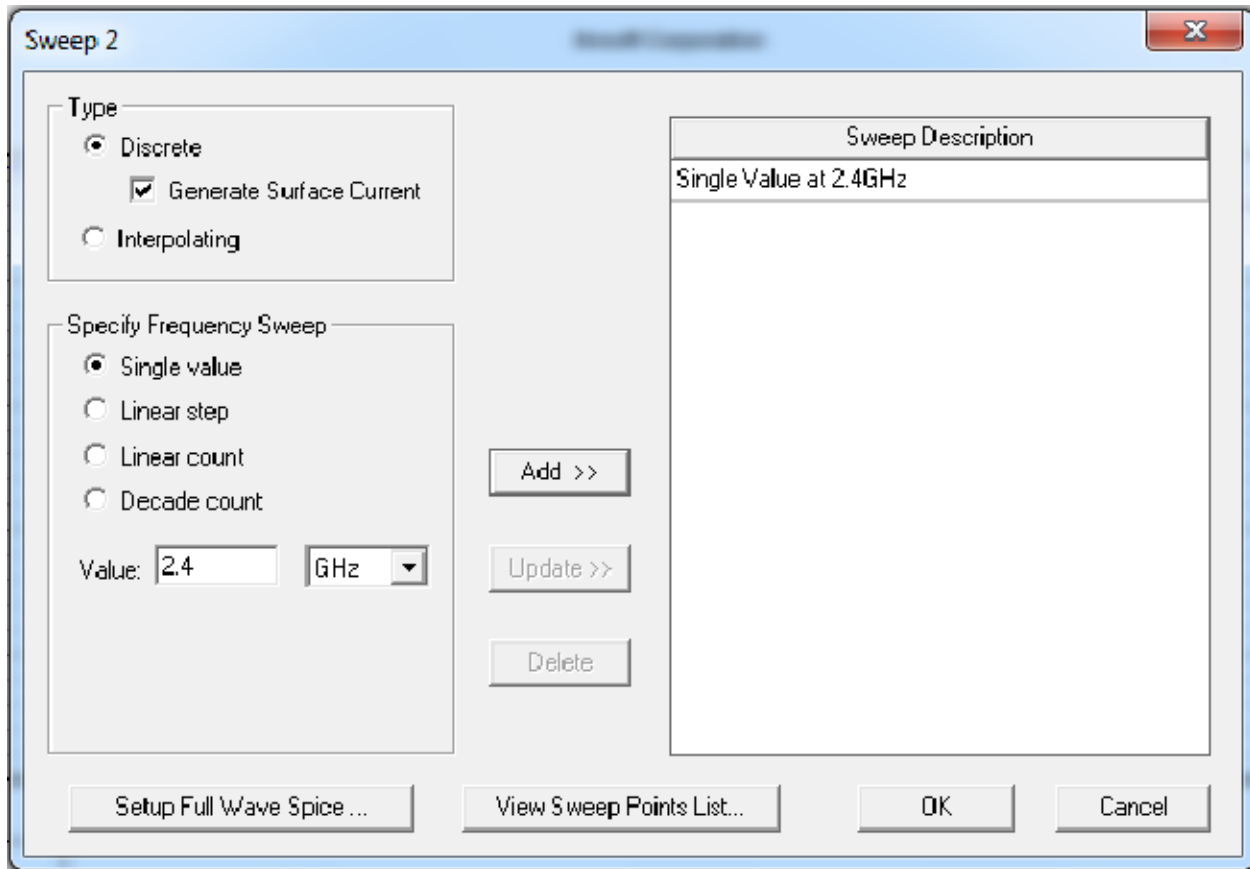 Sweep 2
Type
Discrete
Generate Surface Current
Interpolating
Specify Frequency Sweep
Single value
Linear step
Linear count
Decade count
Value: 2.4 GHz
Add >>
Update >>
Delete
Sweep Description
Single Value at 2.4GHz
Setup Full Wave Spice ...
View Sweep Points List...
OK
Cancel